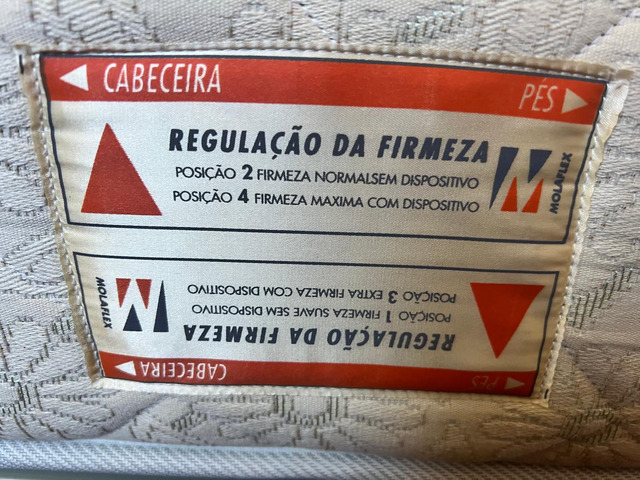 CABECEIRA
PÉS
REGULAÇÃO DA FIRMEZA
POSIÇÃO 2 FIRMEZA NORMALSEM DISPOSITIVO
POSIÇÃO 4 FIRMEZA MAXIMA COM DISPOSITIVO
MOLAFLEX
PÉS
CABECEIRA
REGULAÇÃO DA FIRMEZA
POSIÇÃO 1 FIRMEZA SUAVE SEM DISPOSITIVO
POSIÇÃO 3 EXTRA FIRMEZA COM DISPOSITIVO
MOLAFLEX